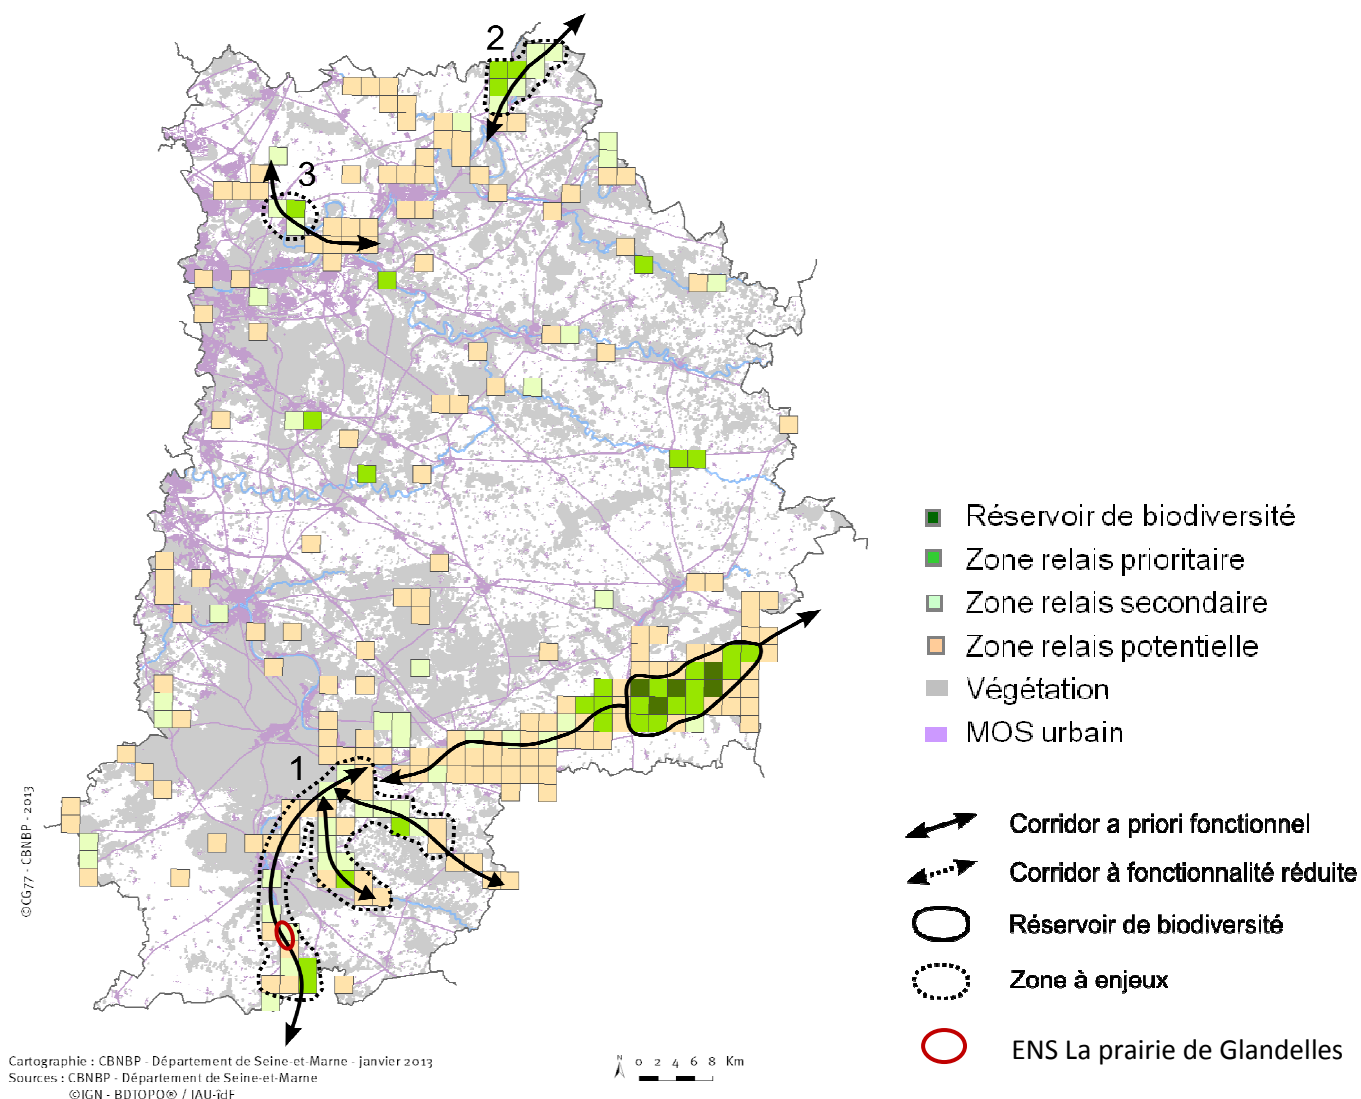 2
3
1
Réservoir de biodiversité
Zone relais prioritaire
Zone relais secondaire
Zone relais potentielle
Végétation
MOS urbain
Corridor a priori fonctionnel
Corridor à fonctionnalité réduite
Réservoir de biodiversité
Zone à enjeux
ENS La prairie de Glandelles
©CG77 - CBNBP - 2013
Cartographie : CBNBP - Département de Seine-et-Marne - janvier 2013
Sources : CBNBP - Département de Seine-et-Marne
©IGN - BDTOPO® / IAU-îdF
N
0 2 4 6 8 Km